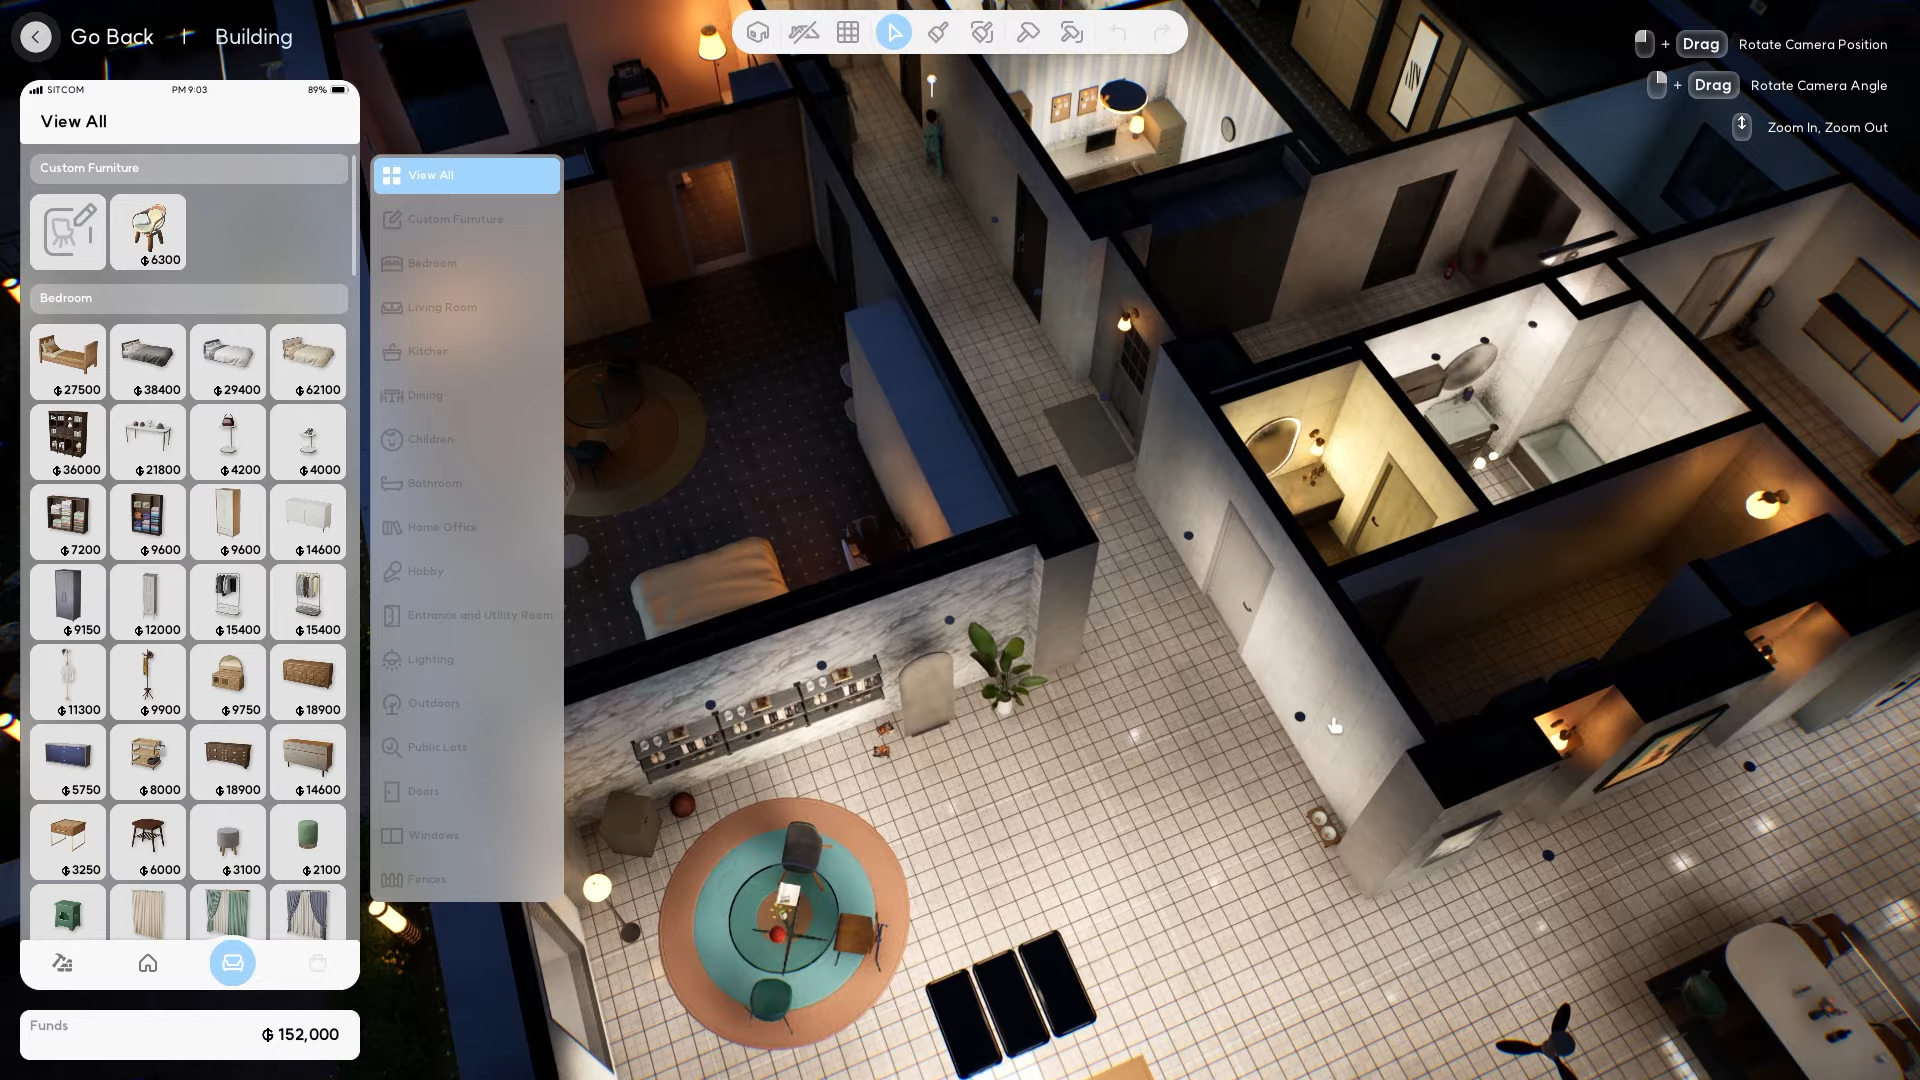 Go Back
Building
SITCOM
PM 9:03
89%
View All
Custom Furniture
6300
Bedroom
27500
38400
29400
62100
36000
21800
4200
4000
7200
9600
9600
14600
9150
12000
15400
15400
11300
9900
9750
18900
5750
8000
18900
14600
3250
6000
3100
2100
Funds
152,000
View All
Custom Furniture
Bedroom
Living Room
Kitchen
Dining
Children
Bathroom
Home Office
Hobby
Entrance and Utility Room
Lighting
Outdoors
Public Lots
Doors
Windows
Fences
+ Drag Rotate Camera Position
+ Drag Rotate Camera Angle
Zoom In, Zoom Out